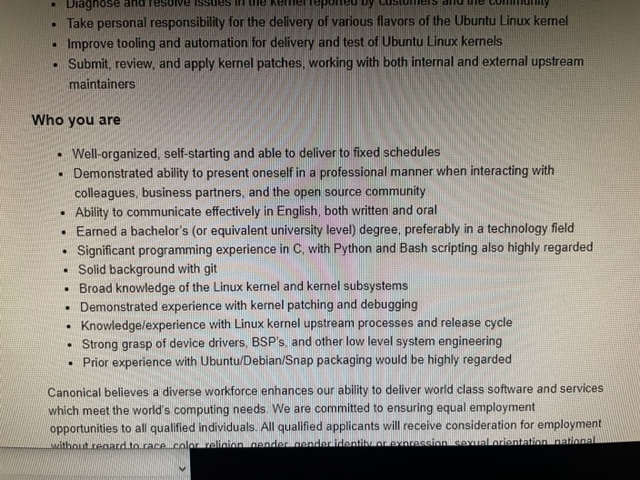 Diagnose and resolve issues in the kernel reported by customers and the community
• Take personal responsibility for the delivery of various flavors of the Ubuntu Linux kernel
• Improve tooling and automation for delivery and test of Ubuntu Linux kernels
• Submit, review, and apply kernel patches, working with both internal and external upstream
maintainers
Who you are
• Well-organized, self-starting and able to deliver to fixed schedules
• Demonstrated ability to present oneself in a professional manner when interacting with
colleagues, business partners, and the open source community
• Ability to communicate effectively in English, both written and oral
• Earned a bachelor's (or equivalent university level) degree, preferably in a technology field
• Significant programming experience in C, with Python and Bash scripting also highly regarded
• Solid background with git
• Broad knowledge of the Linux kernel and kernel subsystems
• Demonstrated experience with kernel patching and debugging
• Knowledge/experience with Linux kernel upstream processes and release cycle
• Strong grasp of device drivers, BSP's, and other low level system engineering
• Prior experience with Ubuntu/Debian/Snap packaging would be highly regarded
Canonical believes a diverse workforce enhances our ability to deliver world class software and services
which meet the world's computing needs. We are committed to ensuring equal employment
opportunities to all qualified individuals. All qualified applicants will receive consideration for employment
without regard to race, color, religion, gender, gender identity or expression, sexual orientation, national